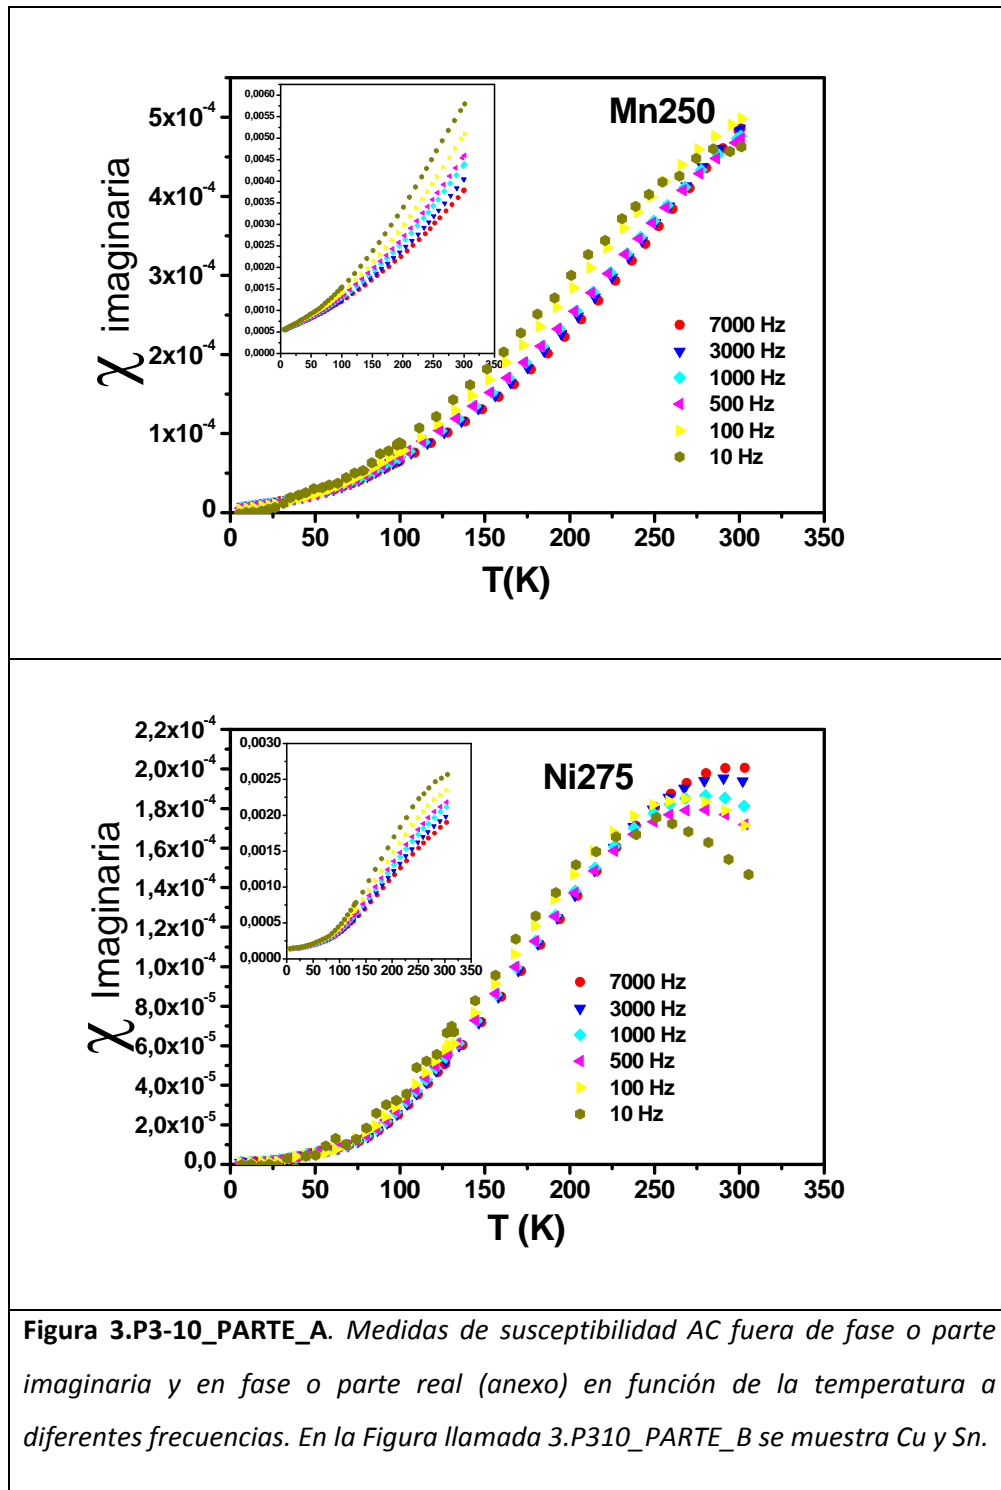 Mn250
χ imaginaria
5x10⁻⁴
4x10⁻⁴
3x10⁻⁴
2x10⁻⁴
1x10⁻⁴
0
0 50 100 150 200 250 300 350
T(K)
0,0060
0,0055
0,0050
0,0045
0,0040
0,0035
0,0030
0,0025
0,0020
0,0015
0,0010
0,0005
0,0000
0 50 100 150 200 250 300 350
7000 Hz
3000 Hz
1000 Hz
500 Hz
100 Hz
10 Hz
Ni275
χ Imaginaria
2,2x10⁻⁴
2,0x10⁻⁴
1,8x10⁻⁴
1,6x10⁻⁴
1,4x10⁻⁴
1,2x10⁻⁴
1,0x10⁻⁴
8,0x10⁻⁵
6,0x10⁻⁵
4,0x10⁻⁵
2,0x10⁻⁵
0,0
0 50 100 150 200 250 300 350
T (K)
0,0030
0,0025
0,0020
0,0015
0,0010
0,0005
0,0000
0 50 100 150 200 250 300 350
7000 Hz
3000 Hz
1000 Hz
500 Hz
100 Hz
10 Hz
Figura 3.P3-10_PARTE_A. Medidas de susceptibilidad AC fuera de fase o parte
imaginaria y en fase o parte real (anexo) en función de la temperatura a
diferentes frecuencias. En la Figura llamada 3.P310_PARTE_B se muestra Cu y Sn.